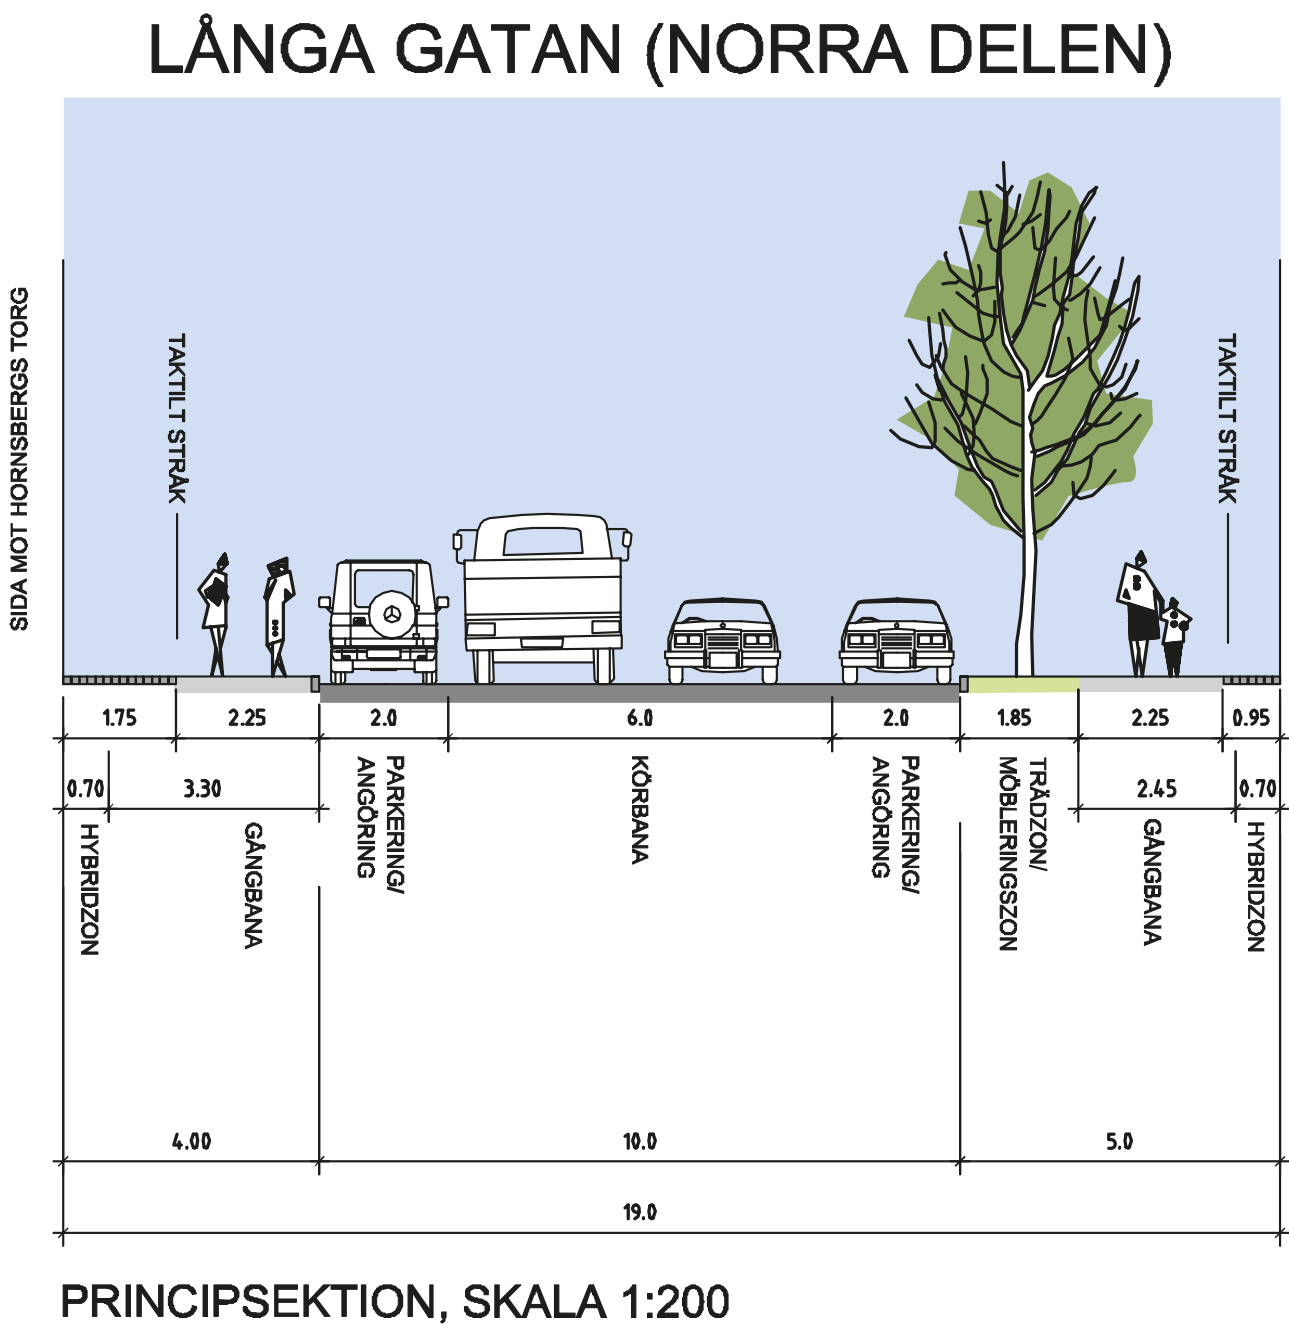 LÅNGA GATAN (NORRA DELEN)
SIDA MOT HORNSBERGS TORG
TAKTILT STRÅK
TAKTILT STRÅK
1.75 2.25 2.0 6.0 2.0 1.85 2.25 0.95
0.70 3.30 2.45 0.70
HYBRIDZON
GÅNGBANA
PARKERING/
ANGÖRING
KÖRBANA
PARKERING/
ANGÖRING
TRÄDZON/
MÖBLERINGSZON
GÅNGBANA
HYBRIDZON
4.00 10.0 5.0
19.0
PRINCIPSEKTION, SKALA 1:200